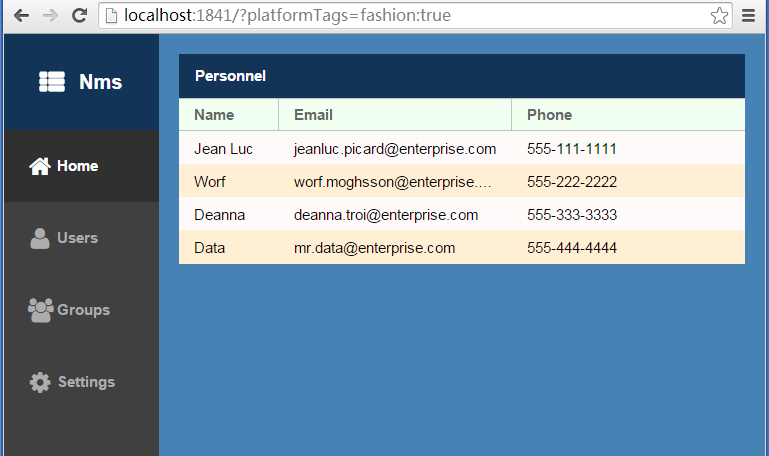 localhost:1841/?platformTags=fashion:true
Nms
Personnel
Name Email Phone
Jean Luc jeanluc.picard@enterprise.com 555-111-1111
Worf worf.moghsson@enterprise.… 555-222-2222
Deanna deanna.troi@enterprise.com 555-333-3333
Data mr.data@enterprise.com 555-444-4444
Home
Users
Groups
Settings